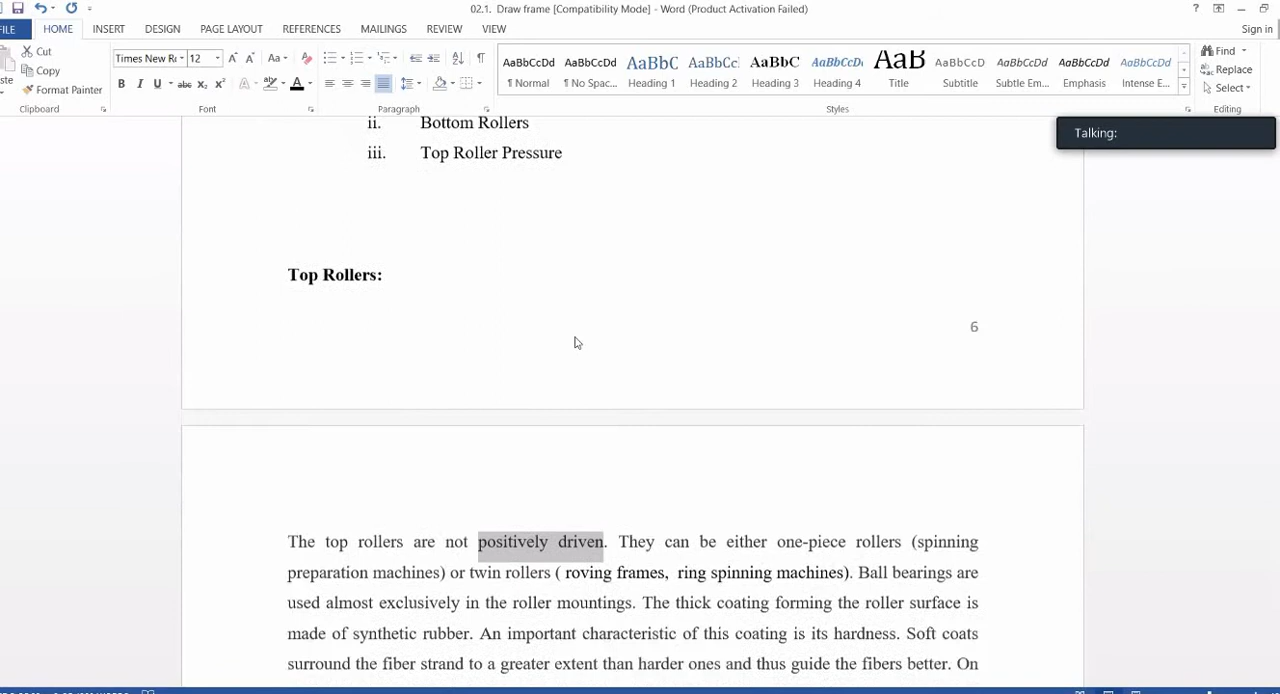 02.1. Draw frame [Compatibility Mode] - Word (Product Activation Failed)
FILE HOME INSERT DESIGN PAGE LAYOUT REFERENCES MAILINGS REVIEW VIEW Sign in
Cut
Copy
Format Painter
Clipboard
Times New Ro 12
Font
Paragraph
AaBbCcDd AaBbCcDd AaBbC AaBbCc AaBbC AaBbCcDd AaB AaBbCcD AaBbCcDd AaBbCcDd AaBbCcDd
¶ Normal ¶ No Spac... Heading 1 Heading 2 Heading 3 Heading 4 Title Subtitle Subtle Em... Emphasis Intense E...
Styles
Find
Replace
Select
Editing
Talking:
ii. Bottom Rollers
iii. Top Roller Pressure
Top Rollers:
6
The top rollers are not positively driven. They can be either one-piece rollers (spinning
preparation machines) or twin rollers ( roving frames, ring spinning machines). Ball bearings are
used almost exclusively in the roller mountings. The thick coating forming the roller surface is
made of synthetic rubber. An important characteristic of this coating is its hardness. Soft coats
surround the fiber strand to a greater extent than harder ones and thus guide the fibers better. On